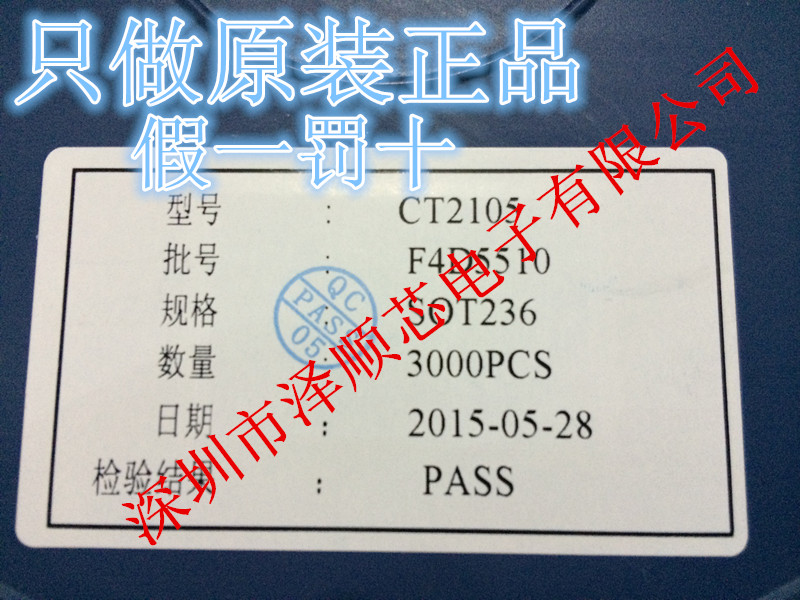 只做原装正品
假一罚十
型号 : CT2105
批号 : F4D5510
规格 : SOT236
数量 : 3000PCS
日期 : 2015-05-28
检验结果 : PASS
QC
PASS
05
深圳市泽顺芯电子有限公司